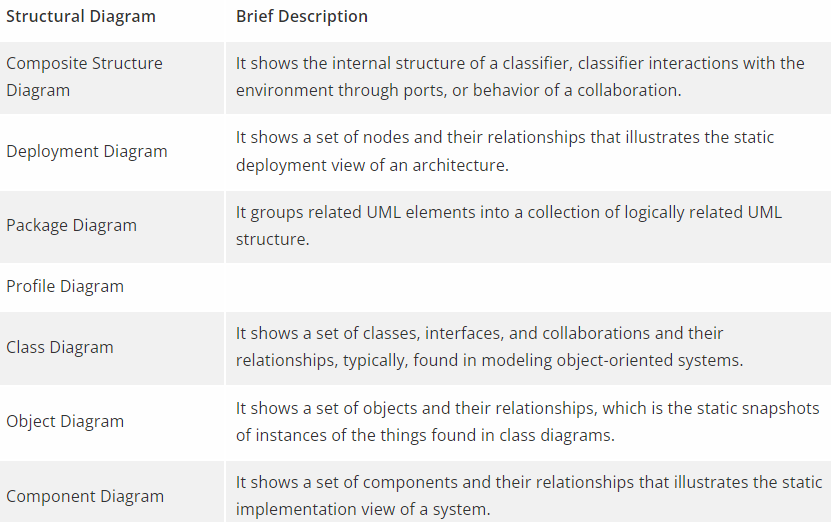 Structural Diagram Brief Description
Composite Structure
Diagram
It shows the internal structure of a classifier, classifier interactions with the
environment through ports, or behavior of a collaboration.
Deployment Diagram
It shows a set of nodes and their relationships that illustrates the static
deployment view of an architecture.
Package Diagram
It groups related UML elements into a collection of logically related UML
structure.
Profile Diagram
Class Diagram
It shows a set of classes, interfaces, and collaborations and their
relationships, typically, found in modeling object-oriented systems.
Object Diagram
It shows a set of objects and their relationships, which is the static snapshots
of instances of the things found in class diagrams.
Component Diagram
It shows a set of components and their relationships that illustrates the static
implementation view of a system.